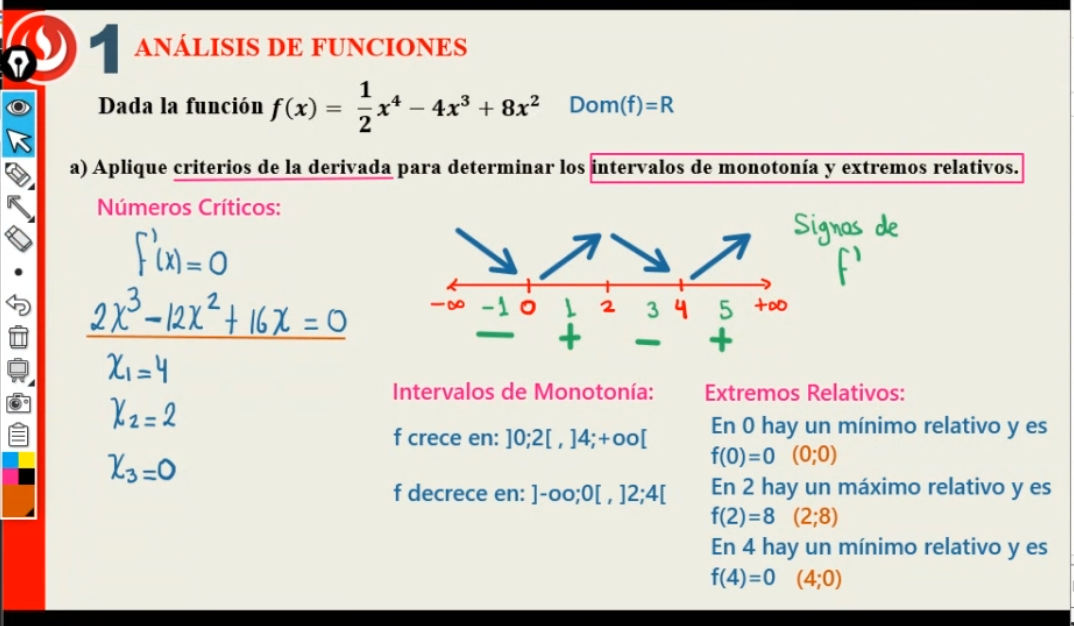 1 ANÁLISIS DE FUNCIONES
Dada la función f(x) = 1/2 x⁴ − 4x³ + 8x² Dom(f)=R
a) Aplique criterios de la derivada para determinar los intervalos de monotonía y extremos relativos.
Números Críticos:
f'(x)=0
2x³−12x²+16x=0
x₁=4
x₂=2
x₃=0
Signos de
f'
−∞ -1 0 1 2 3 4 5 +∞
− + − +
Intervalos de Monotonía:
f crece en: ]0;2[ , ]4;+oo[
f decrece en: ]-oo;0[ , ]2;4[
Extremos Relativos:
En 0 hay un mínimo relativo y es
f(0)=0 (0;0)
En 2 hay un máximo relativo y es
f(2)=8 (2;8)
En 4 hay un mínimo relativo y es
f(4)=0 (4;0)